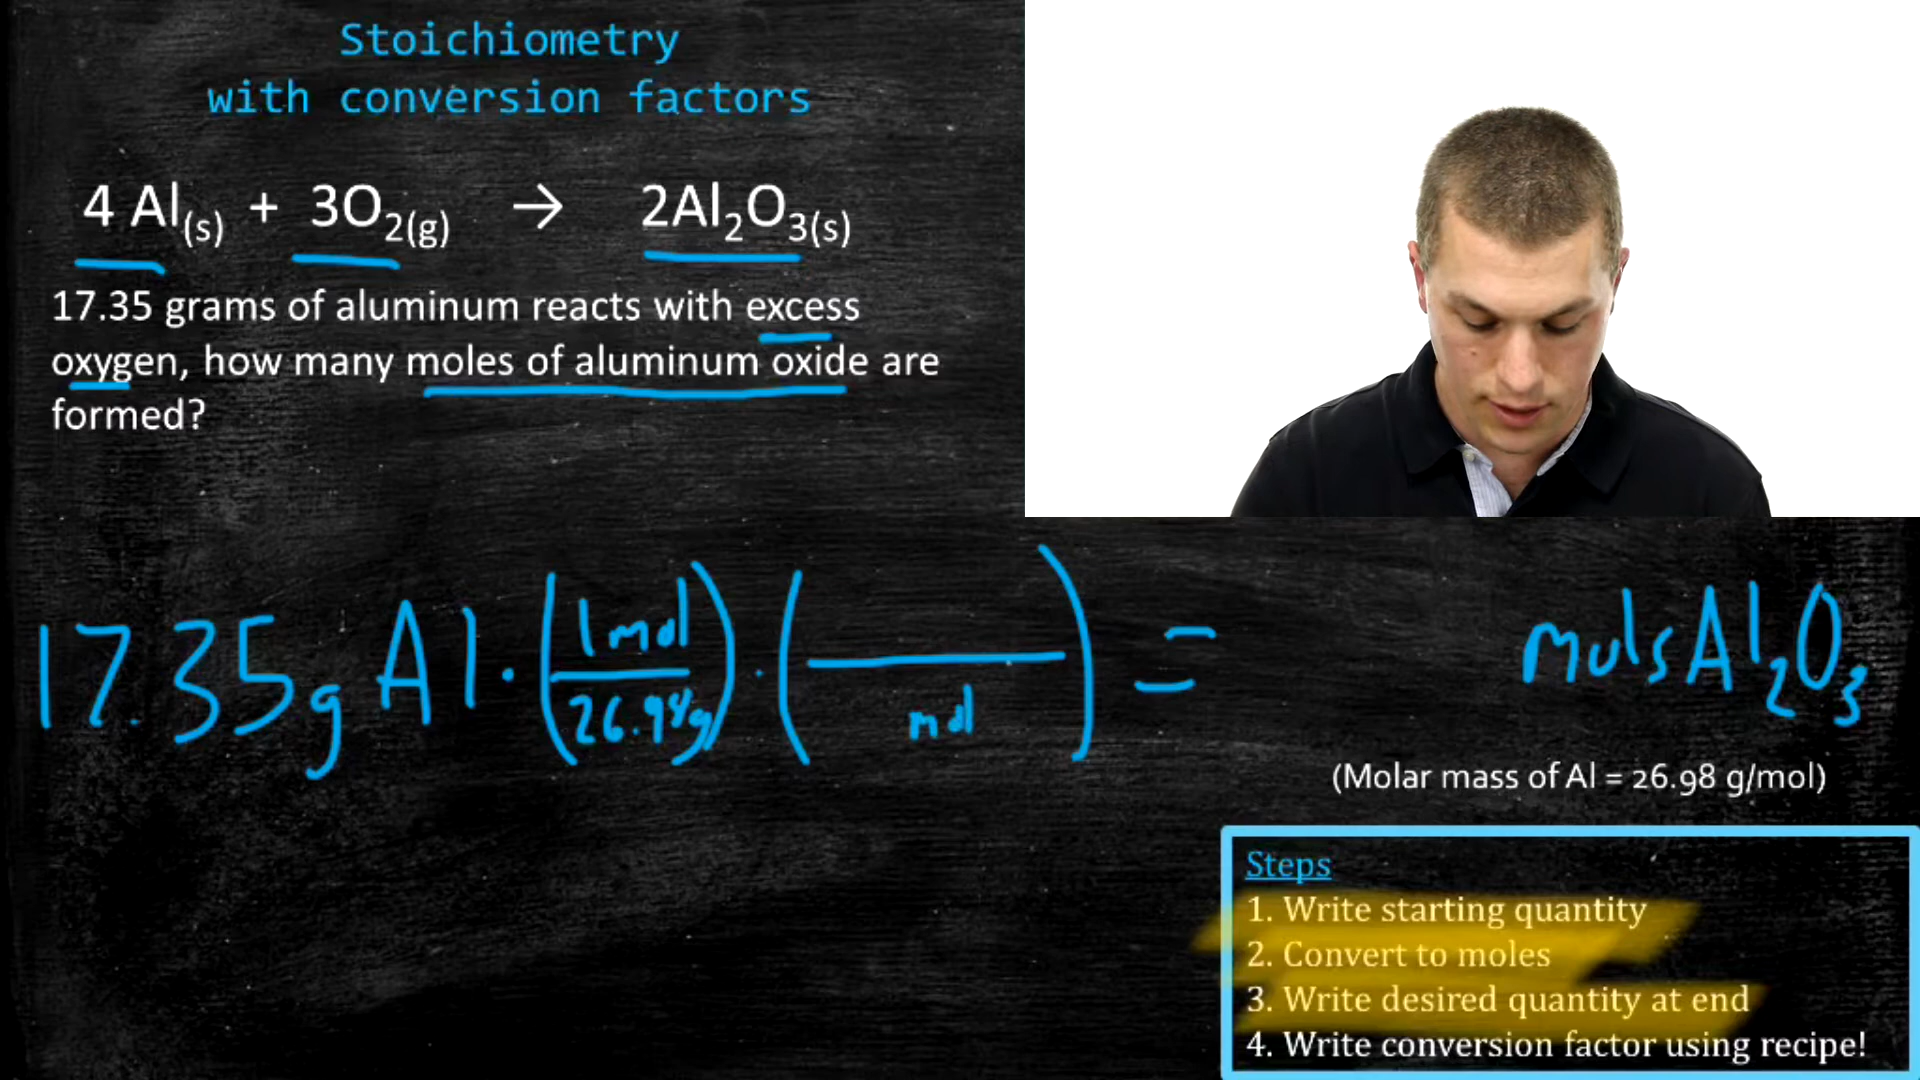 Stoichiometry
with conversion factors
4 Al(s) + 3O2(g) → 2Al2O3(s)
17.35 grams of aluminum reacts with excess
oxygen, how many moles of aluminum oxide are
formed?
17.35g Al · (1 mol / 26.98g) · ( / mol) = mols Al2O3
(Molar mass of Al = 26.98 g/mol)
Steps
1. Write starting quantity
2. Convert to moles
3. Write desired quantity at end
4. Write conversion factor using recipe!